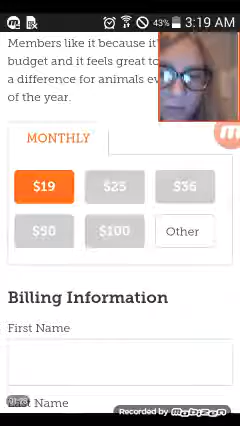 43% 3:19 AM
Members like it because it'
budget and it feels great to
a difference for animals ev
of the year.
MONTHLY
$19 $25 $36
$50 $100 Other
Billing Information
First Name
Last Name
Recorded by MOBIZEN